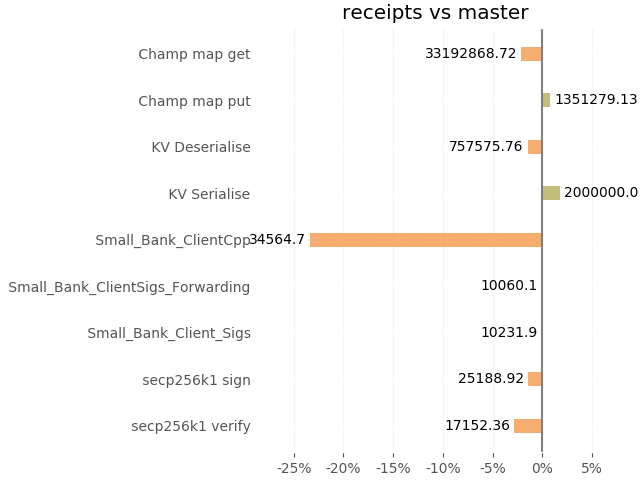 receipts vs master
Champ map get 33192868.72
Champ map put 1351279.13
KV Deserialise 757575.76
KV Serialise 2000000.0
Small_Bank_ClientCpp 34564.7
Small_Bank_ClientSigs_Forwarding 10060.1
Small_Bank_Client_Sigs 10231.9
secp256k1 sign 25188.92
secp256k1 verify 17152.36
-25% -20% -15% -10% -5% 0% 5%